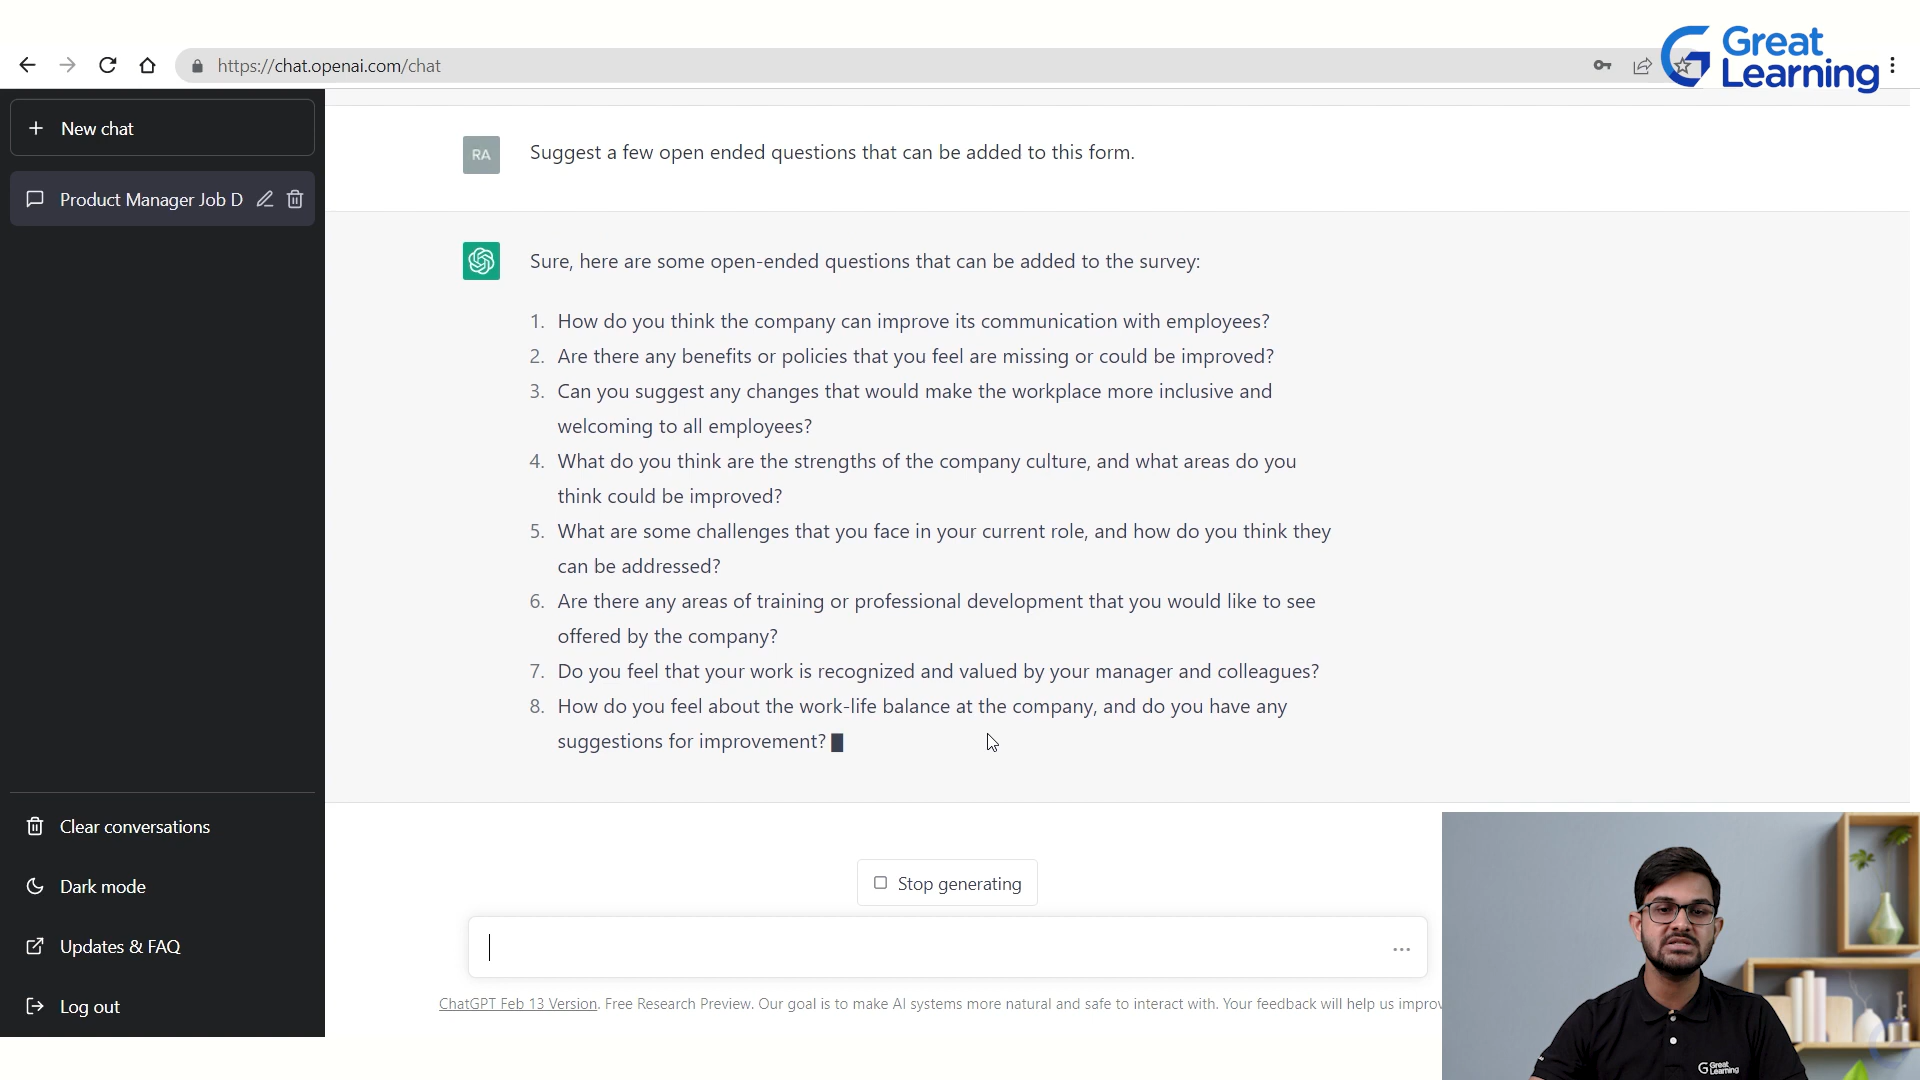 Great
Learning
https://chat.openai.com/chat
New chat
Product Manager Job D
Clear conversations
Dark mode
Updates & FAQ
Log out
RA
Suggest a few open ended questions that can be added to this form.
Sure, here are some open-ended questions that can be added to the survey:
1. How do you think the company can improve its communication with employees?
2. Are there any benefits or policies that you feel are missing or could be improved?
3. Can you suggest any changes that would make the workplace more inclusive and
welcoming to all employees?
4. What do you think are the strengths of the company culture, and what areas do you
think could be improved?
5. What are some challenges that you face in your current role, and how do you think they
can be addressed?
6. Are there any areas of training or professional development that you would like to see
offered by the company?
7. Do you feel that your work is recognized and valued by your manager and colleagues?
8. How do you feel about the work-life balance at the company, and do you have any
suggestions for improvement?
Stop generating
ChatGPT Feb 13 Version. Free Research Preview. Our goal is to make AI systems more natural and safe to interact with. Your feedback will help us improv
Great
Learning